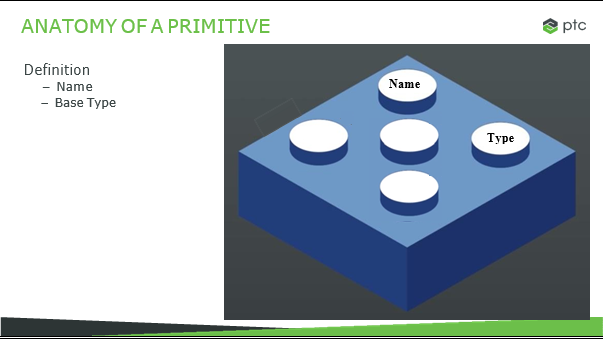 ANATOMY OF A PRIMITIVE
ptc
Definition
– Name
– Base Type
Name
Type